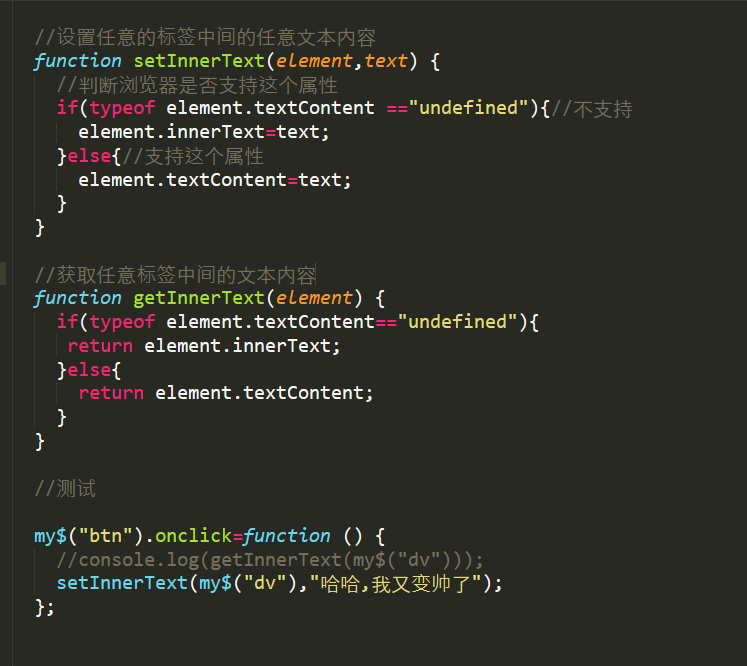 //设置任意的标签中间的任意文本内容
function setInnerText(element,text) {
//判断浏览器是否支持这个属性
if(typeof element.textContent =="undefined"){//不支持
element.innerText=text;
}else{//支持這个属性
element.textContent=text;
}
}
//获取任意标签中间的文本内容
function getInnerText(element) {
if(typeof element.textContent=="undefined"){
return element.innerText;
}else{
return element.textContent;
}
}
//测试
my$("btn").onclick=function () {
//console.log(getInnerText(my$("dv")));
setInnerText(my$("dv"),"哈哈,我又变帅了");
};